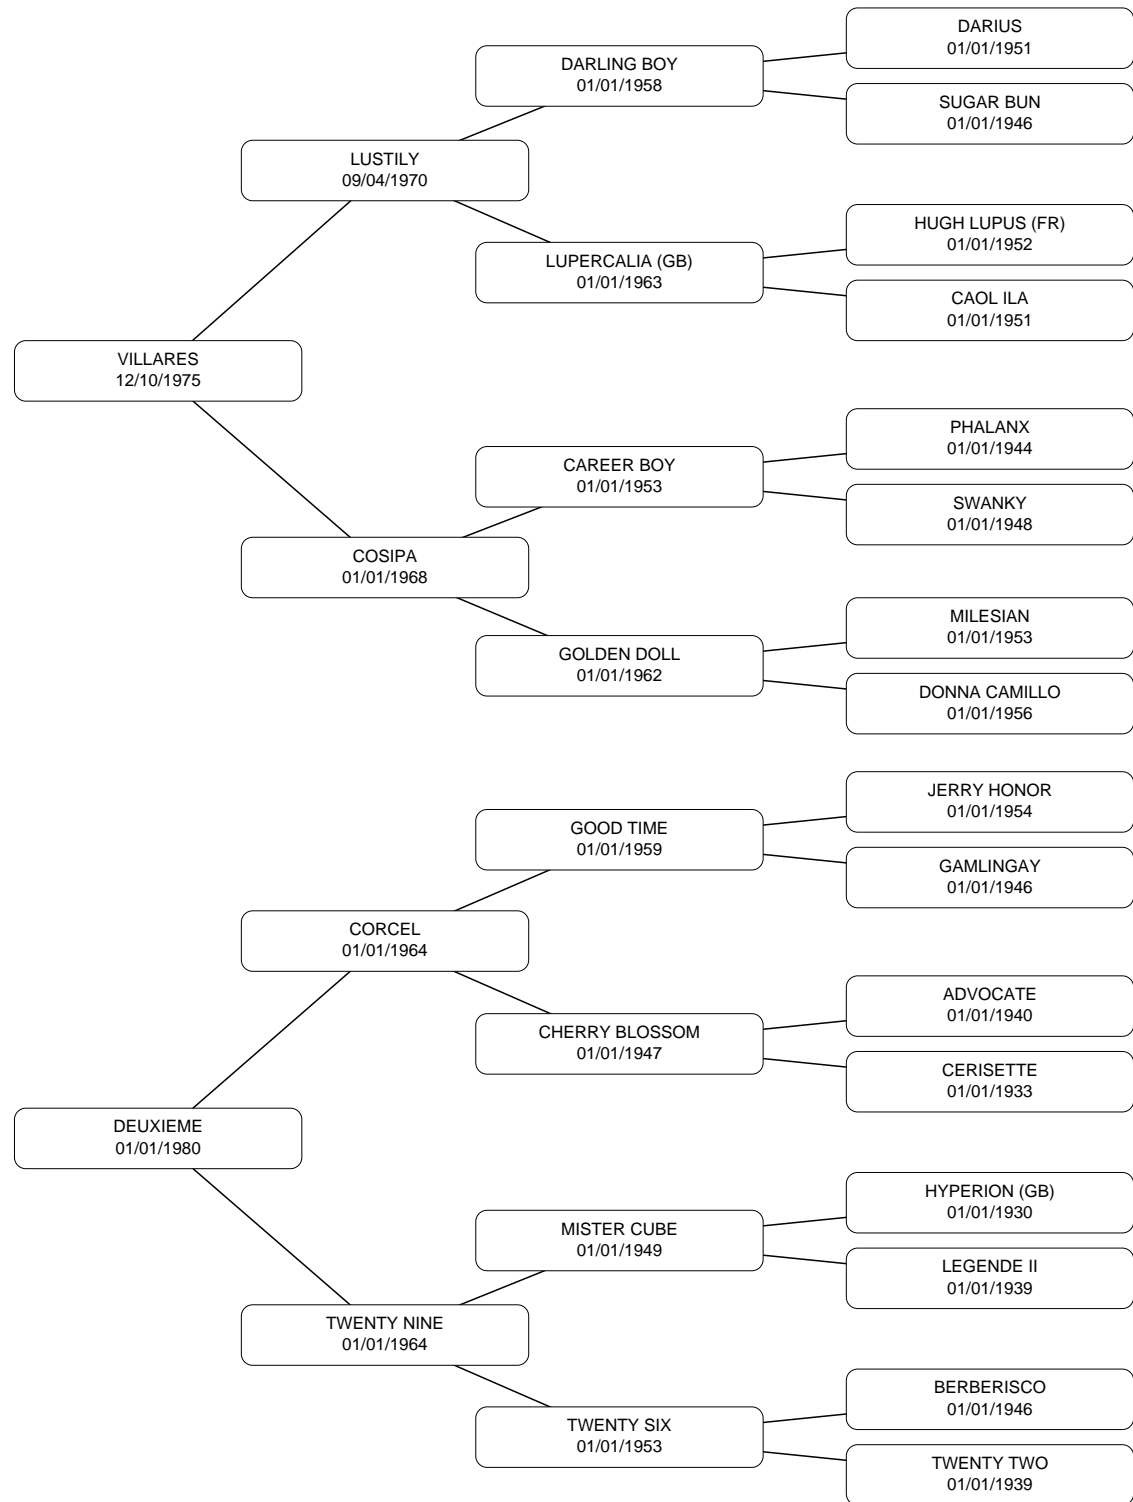 DARIUS
01/01/1951
DARLING BOY
01/01/1958
SUGAR BUN
01/01/1946
LUSTILY
09/04/1970
HUGH LUPUS (FR)
01/01/1952
LUPERCALIA (GB)
01/01/1963
CAOL ILA
01/01/1951
VILLARES
12/10/1975
PHALANX
01/01/1944
CAREER BOY
01/01/1953
SWANKY
01/01/1948
COSIPA
01/01/1968
MILESIAN
01/01/1953
GOLDEN DOLL
01/01/1962
DONNA CAMILLO
01/01/1956
JERRY HONOR
01/01/1954
GOOD TIME
01/01/1959
GAMLINGAY
01/01/1946
CORCEL
01/01/1964
ADVOCATE
01/01/1940
CHERRY BLOSSOM
01/01/1947
CERISETTE
01/01/1933
DEUXIEME
01/01/1980
HYPERION (GB)
01/01/1930
MISTER CUBE
01/01/1949
LEGENDE II
01/01/1939
TWENTY NINE
01/01/1964
BERBERISCO
01/01/1946
TWENTY SIX
01/01/1953
TWENTY TWO
01/01/1939